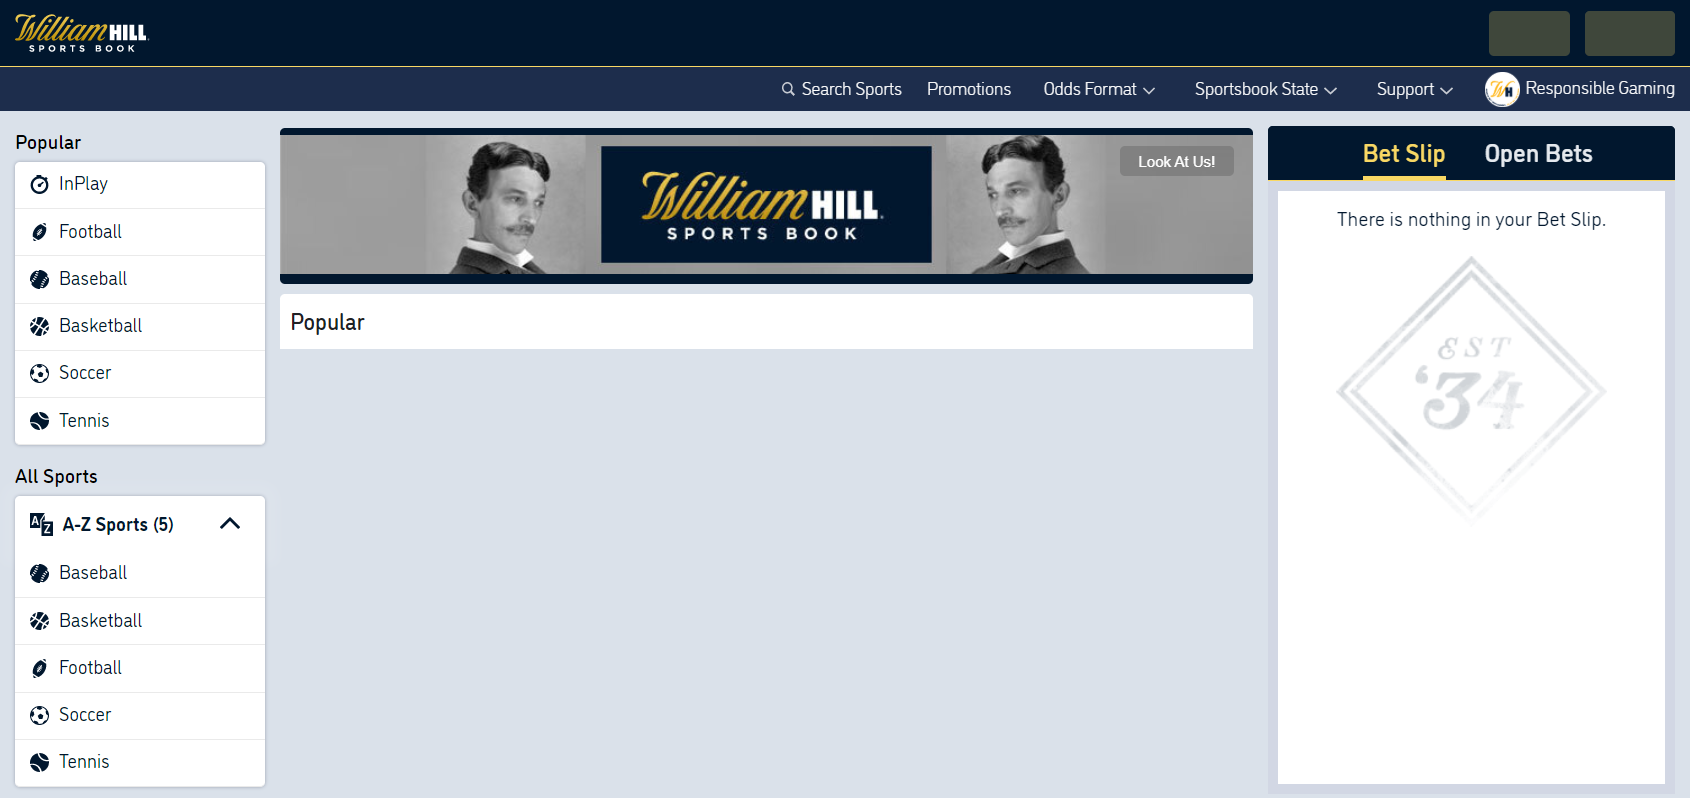 William HILL
SPORTS BOOK
Search Sports
Promotions
Odds Format
Sportsbook State
Support
Responsible Gaming
Popular
InPlay
Football
Baseball
Basketball
Soccer
Tennis
All Sports
A-Z Sports (5)
Baseball
Basketball
Football
Soccer
Tennis
William HILL.
SPORTS BOOK
Look At Us!
Popular
Bet Slip
Open Bets
There is nothing in your Bet Slip.
EST
‘34